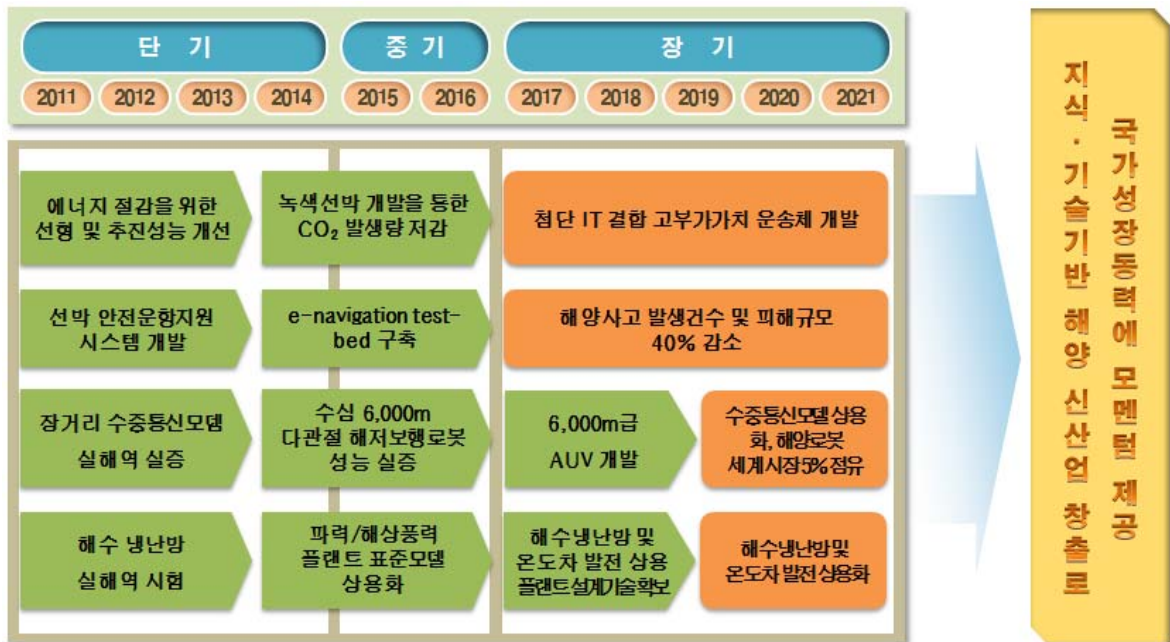 단 기
중 기
장 기
2011 2012 2013 2014 2015 2016 2017 2018 2019 2020 2021
에너지 절감을 위한
선형 및 추진성능 개선
녹색선박 개발을 통한
CO₂ 발생량 저감
첨단 IT 결합 고부가가치 운송체 개발
선박 안전운항지원
시스템 개발
e-navigation test-
bed 구축
해양사고 발생건수 및 피해규모
40% 감소
장거리 수중통신모델
실해역 실증
수심 6,000m
다관절 해저보행로봇
성능 실증
6,000m급
AUV 개발
수중통신모델 상용
화, 해양로봇
세계시장 5% 점유
해수 냉난방
실해역 시험
파력/해상풍력
플랜트 표준모델
상용화
해수냉난방 및
온도차 발전 상용
플랜트설계기술확보
해수냉난방 및
온도차 발전 상용화
지식·기술기반 해양 신산업 창출로
국가성장동력에 모멘텀 제공